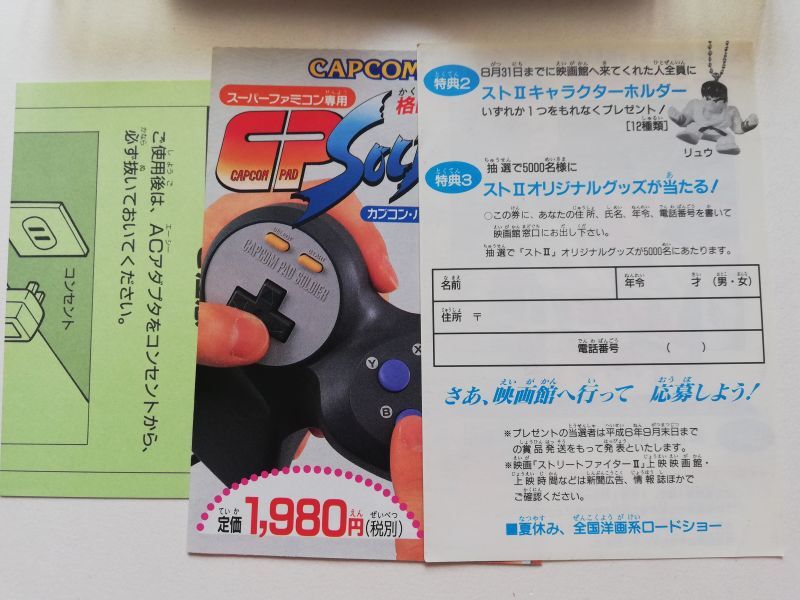 ご使用後は、ACアダプタをコンセントから、
必ず抜いておいてください。
コンセント
CAPCOM
スーパーファミコン専用
CP
CAPCOM PAD
カプコン・パ
SELECT START
CAPCOM PAD SOLDIER
Y X
B
定価1,980円(税別)
特典2
8月31日までに映画館へ来てくれた人全員に
ストⅡキャラクターホルダー
いずれか1つをもれなくプレゼント!
[12種類]
リュウ
特典3
抽選で5000名様に
ストⅡオリジナルグッズが当たる!
○この券に、あなたの住所、氏名、年令、電話番号を書いて
映画館窓口にお出し下さい。
抽選で「ストⅡ」オリジナルグッズが5000名にあたります。
名前 年令 才(男・女)
住所 〒
電話番号 ( )
さあ、映画館へ行って 応募しよう!
※プレゼントの当選者は平成6年9月末日まで
の賞品発送をもって発表といたします。
※映画『ストリートファイターⅡ』上映映画館・
上映時間などは新聞広告、情報誌ほかで
ご確認ください。
■夏休み、全国洋画系ロードショー